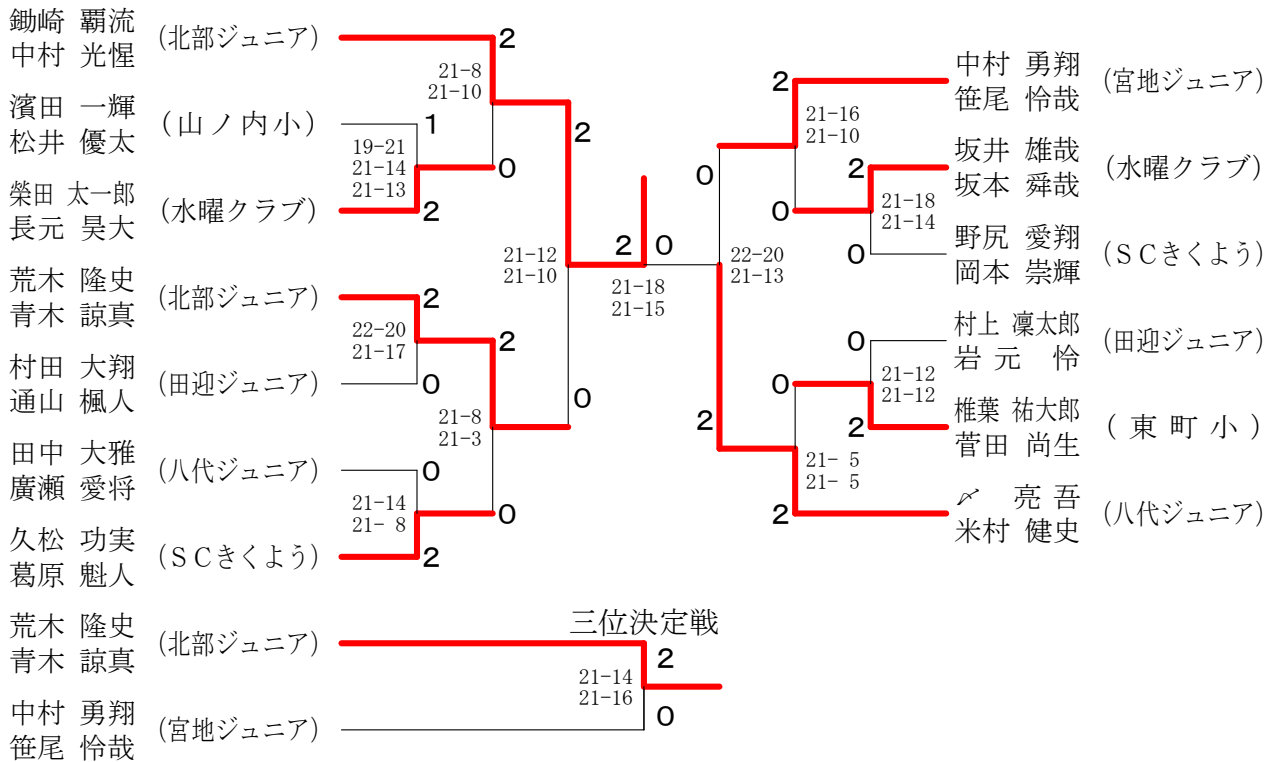 鋤崎 覇流
中村 光惺
(北部ジュニア)
2
21-8
21-10
濱田 一輝
松井 優太
(山ノ内小)
1
19-21
21-14
21-13
0
榮田 太一郎
長元 昊大
(水曜クラブ)
2
2
21-12
21-10
荒木 隆史
青木 諒真
(北部ジュニア)
2
22-20
21-17
2
村田 大翔
通山 楓人
(田迎ジュニア)
0
21-8
21-3
0
田中 大雅
廣瀬 愛将
(八代ジュニア)
0
21-14
21- 8
0
久松 功実
葛原 魁人
(SCきくよう)
2
2 0
21-18
21-15
中村 勇翔
笹尾 怜哉
(宮地ジュニア)
2
21-16
21-10
0
坂井 雄哉
坂本 舜哉
(水曜クラブ)
2
21-18
21-14
0
野尻 愛翔
岡本 崇輝
(SCきくよう)
0
22-20
21-13
村上 凜太郎
岩元 怜
(田迎ジュニア)
0
21-12
21-12
0
椎葉 祐大郎
菅田 尚生
(東町小)
2
2
21- 5
21- 5
〆 亮吾
米村 健史
(八代ジュニア)
2
三位決定戦
荒木 隆史
青木 諒真
(北部ジュニア)
2
21-14
21-16
中村 勇翔
笹尾 怜哉
(宮地ジュニア)
0